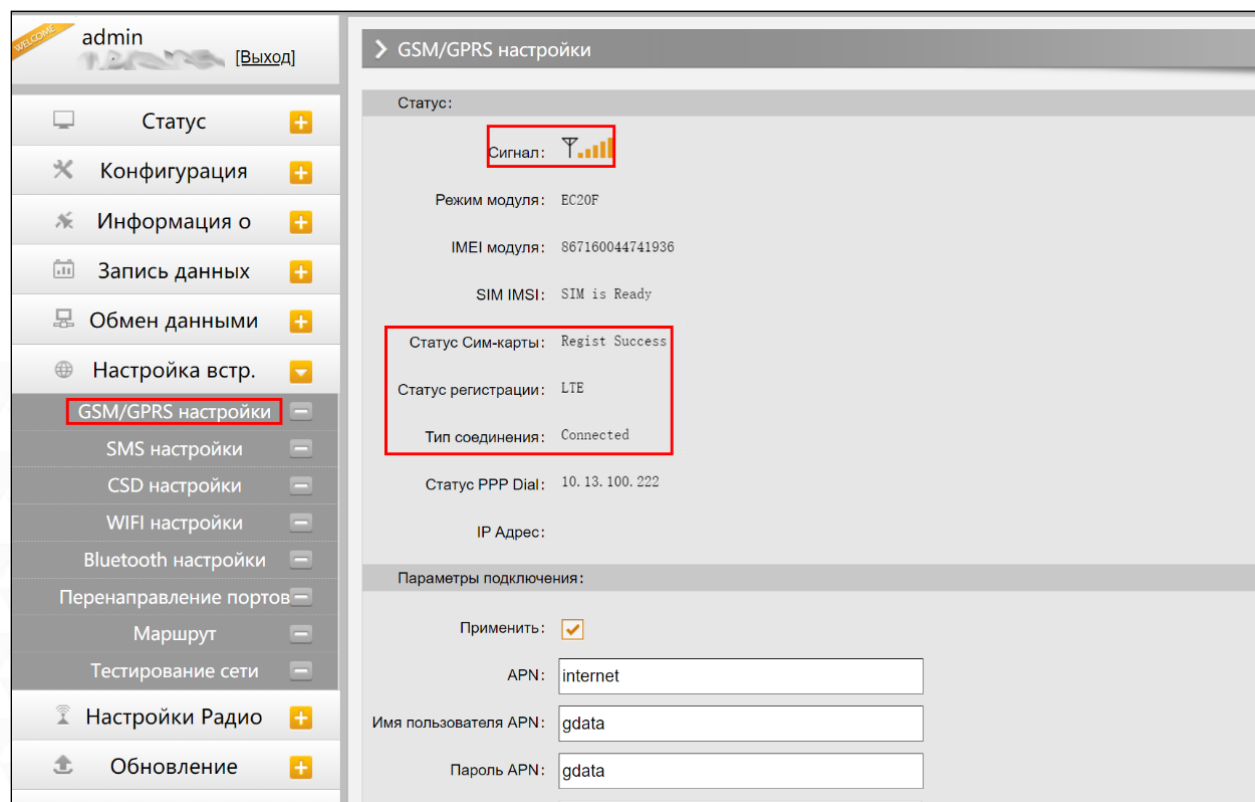 WELCOME
admin
[Выход]
Статус
Конфигурация
Информация о
Запись данных
Обмен данными
Настройка встр.
GSM/GPRS настройки
SMS настройки
CSD настройки
WIFI настройки
Bluetooth настройки
Перенаправление портов
Маршрут
Тестирование сети
Настройки Радио
Обновление
GSM/GPRS настройки
Статус:
Сигнал:
Режим модуля: EC20F
IMEI модуля: 867160044741936
SIM IMSI: SIM is Ready
Статус Сим-карты: Regist Success
Статус регистрации: LTE
Тип соединения: Connected
Статус PPP Dial: 10.13.100.222
IP Адрес:
Параметры подключения:
Применить:
APN: internet
Имя пользователя APN: gdata
Пароль APN: gdata